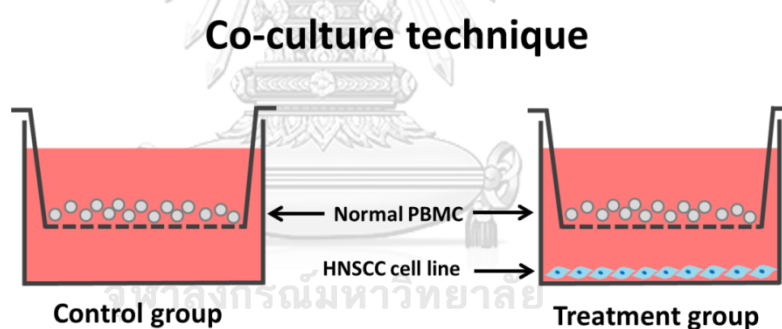 Co-culture technique
Normal PBMC
HNSCC cell line
จุฬาลงกรณ์มหาวิทยาลัย
Control group
Treatment group